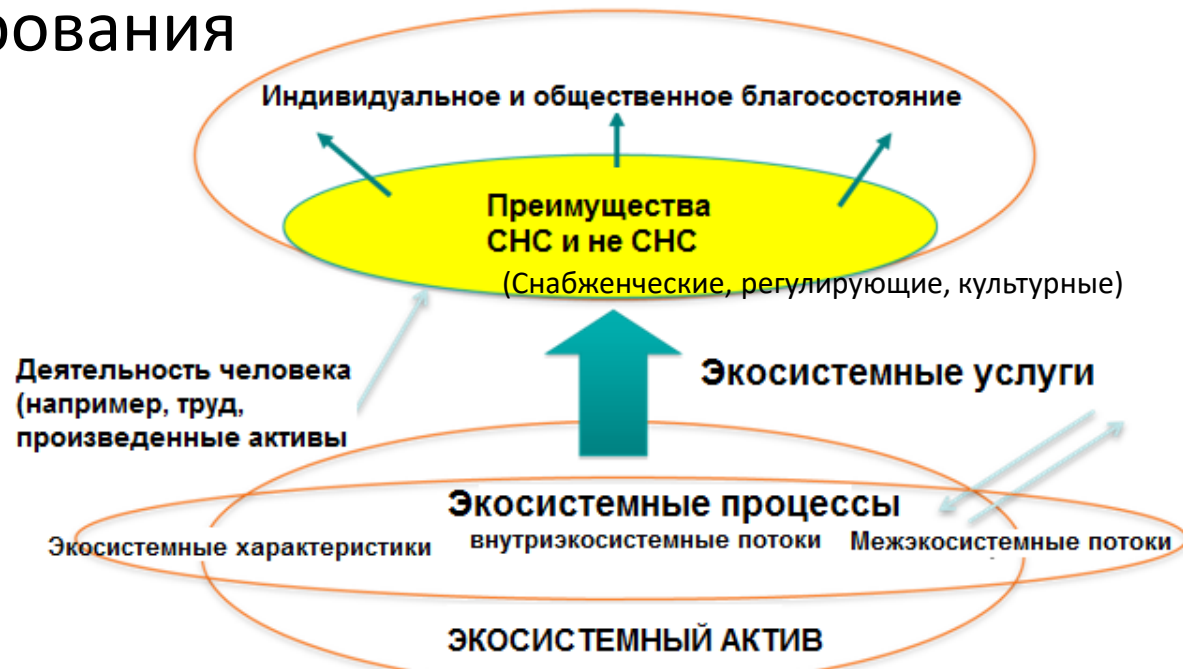 рования
Индивидуальное и общественное благосостояние
Преимущества
СНС и не СНС
(Снабженческие, регулирующие, культурные)
Деятельность человека
(например, труд,
произведенные активы
Экосистемные услуги
Экосистемные процессы
Экосистемные характеристики
внутриэкосистемные потоки
Межэкосистемные потоки
ЭКОСИСТЕМНЫЙ АКТИВ